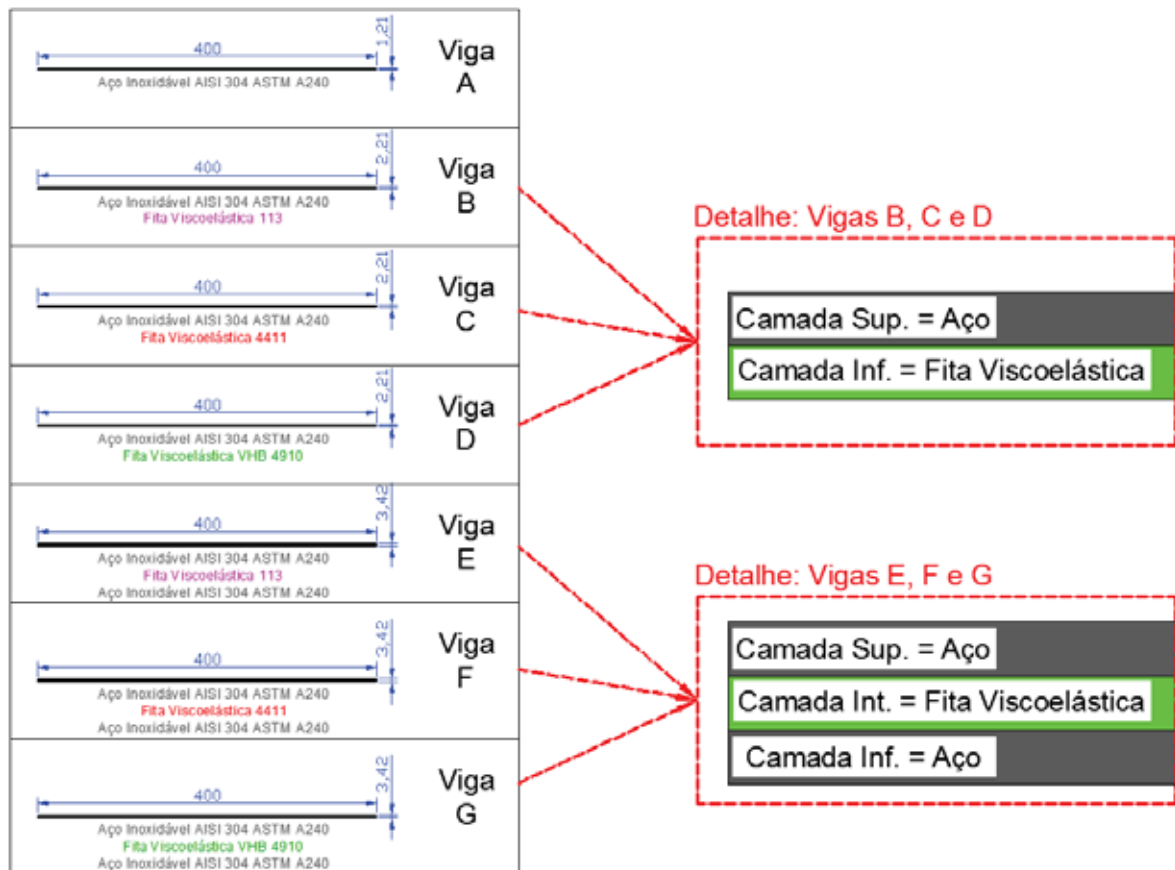 400
1,21
Aço Inoxidável AISI 304 ASTM A240
Viga
A
400
2,21
Aço Inoxidável AISI 304 ASTM A240
Fita Viscoelástica 113
Viga
B
400
2,21
Aço Inoxidável AISI 304 ASTM A240
Fita Viscoelástica 4411
Viga
C
400
2,21
Aço Inoxidável AISI 304 ASTM A240
Fita Viscoelástica VHB 4910
Viga
D
400
3,42
Aço Inoxidável AISI 304 ASTM A240
Fita Viscoelástica 113
Aço Inoxidável AISI 304 ASTM A240
Viga
E
400
3,42
Aço Inoxidável AISI 304 ASTM A240
Fita Viscoelástica 4411
Aço Inoxidável AISI 304 ASTM A240
Viga
F
400
3,42
Aço Inoxidável AISI 304 ASTM A240
Fita Viscoelástica VHB 4910
Aço Inoxidável AISI 304 ASTM A240
Viga
G
Detalhe: Vigas B, C e D
Camada Sup. = Aço
Camada Inf. = Fita Viscoelástica
Detalhe: Vigas E, F e G
Camada Sup. = Aço
Camada Int. = Fita Viscoelástica
Camada Inf. = Aço